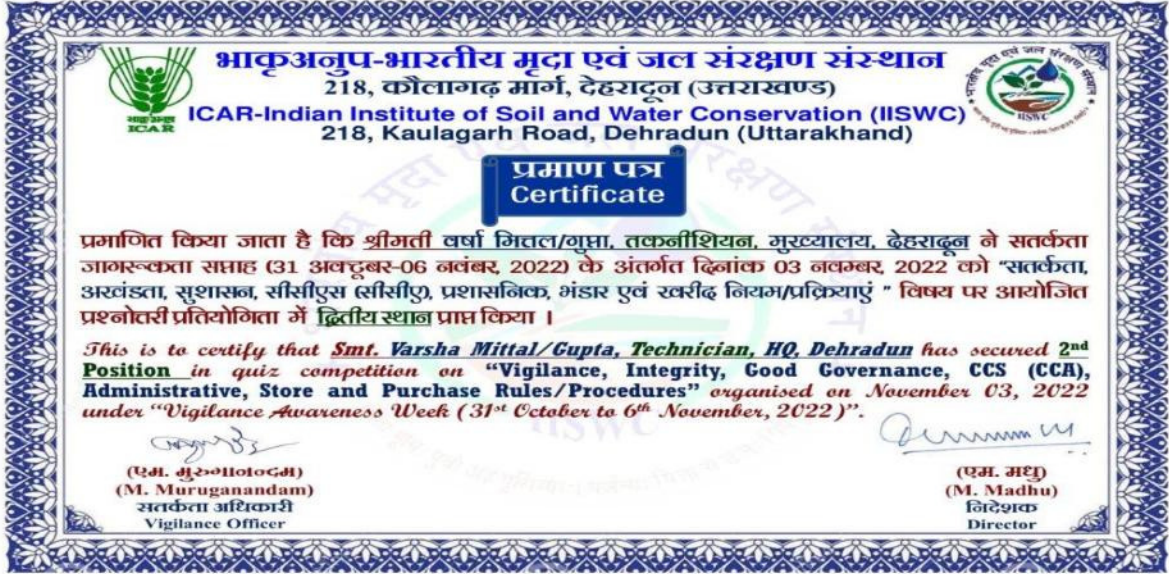 भाकृअनुप-भारतीय मृदा एवं जल संरक्षण संस्थान
218, कौलागढ़ मार्ग, देहरादून (उत्तराखण्ड)
ICAR-Indian Institute of Soil and Water Conservation (IISWC)
218, Kaulagarh Road, Dehradun (Uttarakhand)
भाकृअनुप
ICAR
IISWC
प्रमाण पत्र
Certificate
प्रमाणित किया जाता है कि श्रीमती वर्षा मित्तल/गुप्ता, तकनीशियन, मुख्यालय, देहरादून ने सतर्कता
जागरूकता सप्ताह (31 अक्टूबर-06 नवंबर, 2022) के अंतर्गत दिनांक 03 नवम्बर, 2022 को "सतर्कता,
अखंडता, सुशासन, सीसीएस (सीसीए), प्रशासनिक, भंडार एवं खरीद नियम/प्रक्रियाएं " विषय पर आयोजित
प्रश्नोत्तरी प्रतियोगिता में द्वितीय स्थान प्राप्त किया ।
This is to certify that Smt. Varsha Mittal/Gupta, Technician, HQ, Dehradun has secured 2nd
Position in quiz competition on "Vigilance, Integrity, Good Governance, CCS (CCA),
Administrative, Store and Purchase Rules/Procedures" organised on November 03, 2022
under "Vigilance Awareness Week (31st October to 6th November, 2022)".
IISWC
(एम. मुरुगानन्दम)
(M. Muruganandam)
सतर्कता अधिकारी
Vigilance Officer
(एम. मधु)
(M. Madhu)
निदेशक
Director